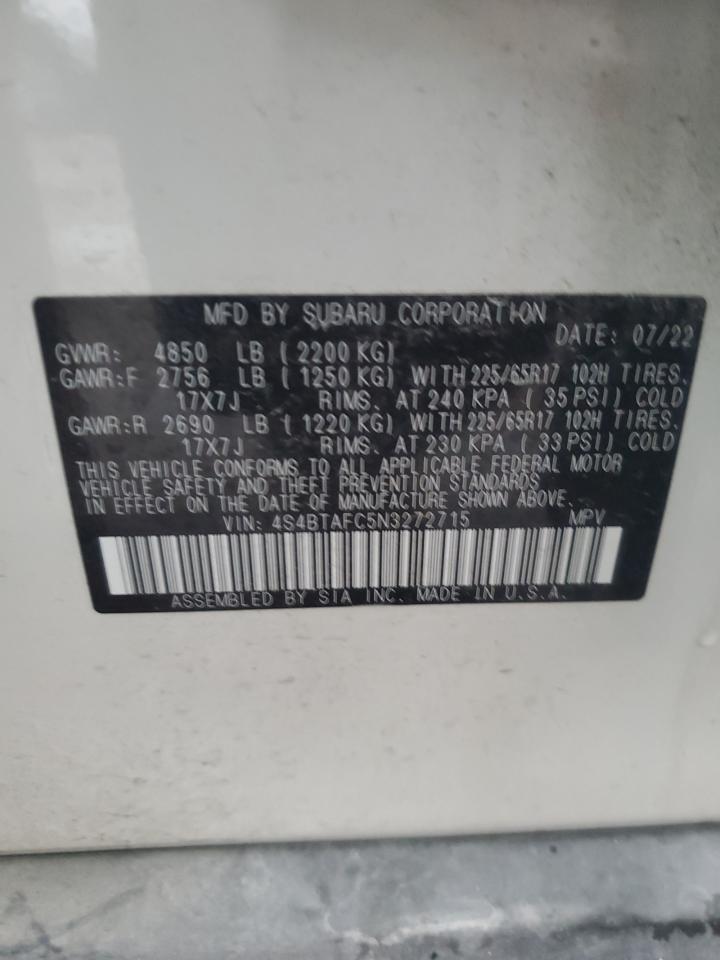 MFD BY SUBARU CORPORATION
DATE: 07/22
GVWR: 4850 LB ( 2200 KG)
GAWR:F 2756 LB ( 1250 KG) WITH 225/65R17 102H TIRES.
17X7J RIMS. AT 240 KPA ( 35 PSI) COLD
GAWR:R 2690 LB ( 1220 KG) WITH 225/65R17 102H TIRES.
17X7J RIMS. AT 230 KPA ( 33 PSI) COLD
THIS VEHICLE CONFORMS TO ALL APPLICABLE FEDERAL MOTOR
VEHICLE SAFETY AND THEFT PREVENTION STANDARDS
IN EFFECT ON THE DATE OF MANUFACTURE SHOWN ABOVE.
VIN: 4S4BTAFC5N3272715 MPV
ASSEMBLED BY SIA INC. MADE IN U.S.A.